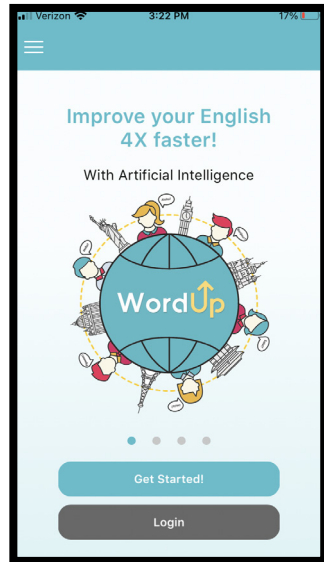 Verizon 3:22 PM 17%
Improve your English
4X faster!
With Artificial Intelligence
WordUp
Get Started!
Login